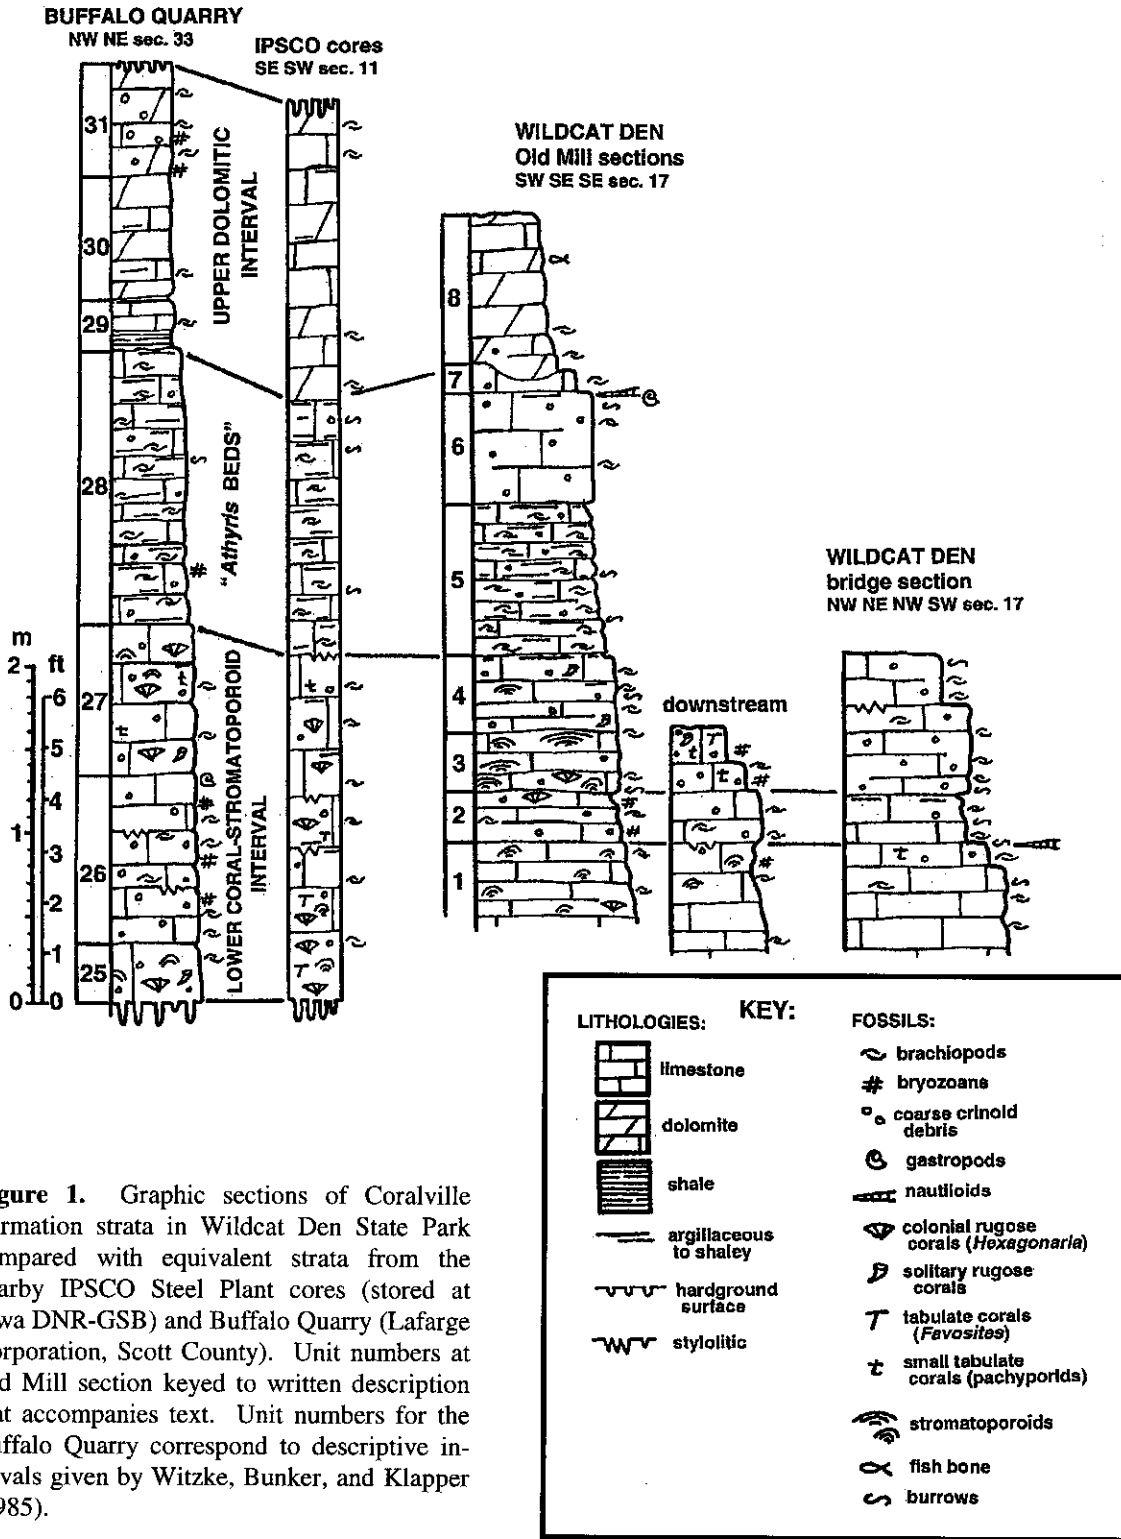 BUFFALO QUARRY
NW NE sec. 33
IPSCO cores
SE SW sec. 11
WILDCAT DEN
Old Mill sections
SW SE SE sec. 17
WILDCAT DEN
bridge section
NW NE NW SW sec. 17
downstream
31
30
29
28
27
26
25
UPPER DOLOMITIC
INTERVAL
"Athyris BEDS"
LOWER CORAL-STROMATOPOROID
INTERVAL
8
7
6
5
4
3
2
1
m
ft
2
1
0
6
5
4
3
2
1
0
KEY:
LITHOLOGIES:
limestone
dolomite
shale
argillaceous
to shaley
hardground
surface
stylolitic
FOSSILS:
brachiopods
bryozoans
coarse crinoid
debris
gastropods
nautiloids
colonial rugose
corals (Hexagonaria)
solitary rugose
corals
tabulate corals
(Favosites)
small tabulate
corals (pachyporids)
stromatoporoids
fish bone
burrows
gure 1. Graphic sections of Coralville
rmation strata in Wildcat Den State Park
mpared with equivalent strata from the
arby IPSCO Steel Plant cores (stored at
wa DNR-GSB) and Buffalo Quarry (Lafarge
orporation, Scott County). Unit numbers at
d Mill section keyed to written description
at accompanies text. Unit numbers for the
uffalo Quarry correspond to descriptive in-
rvals given by Witzke, Bunker, and Klapper
985).